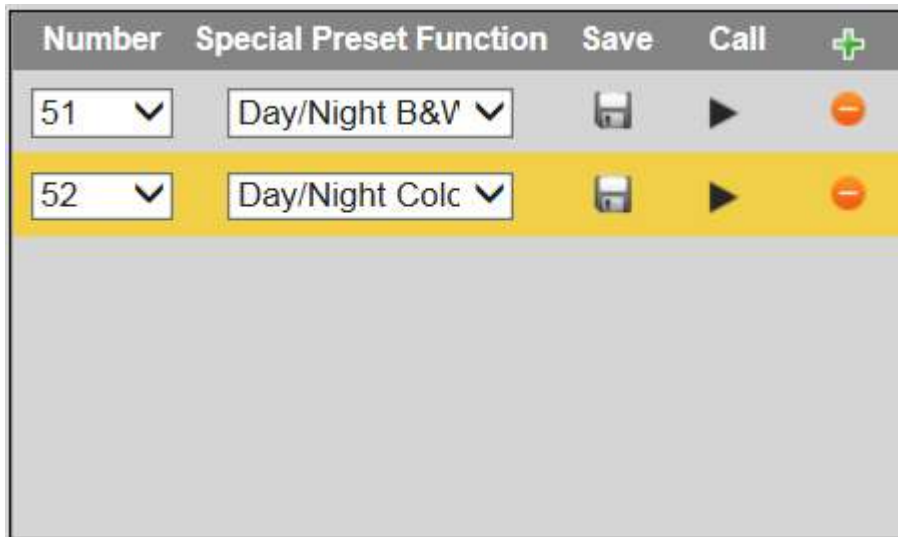 Number Special Preset Function Save Call
51 Day/Night B&V
52 Day/Night Colc